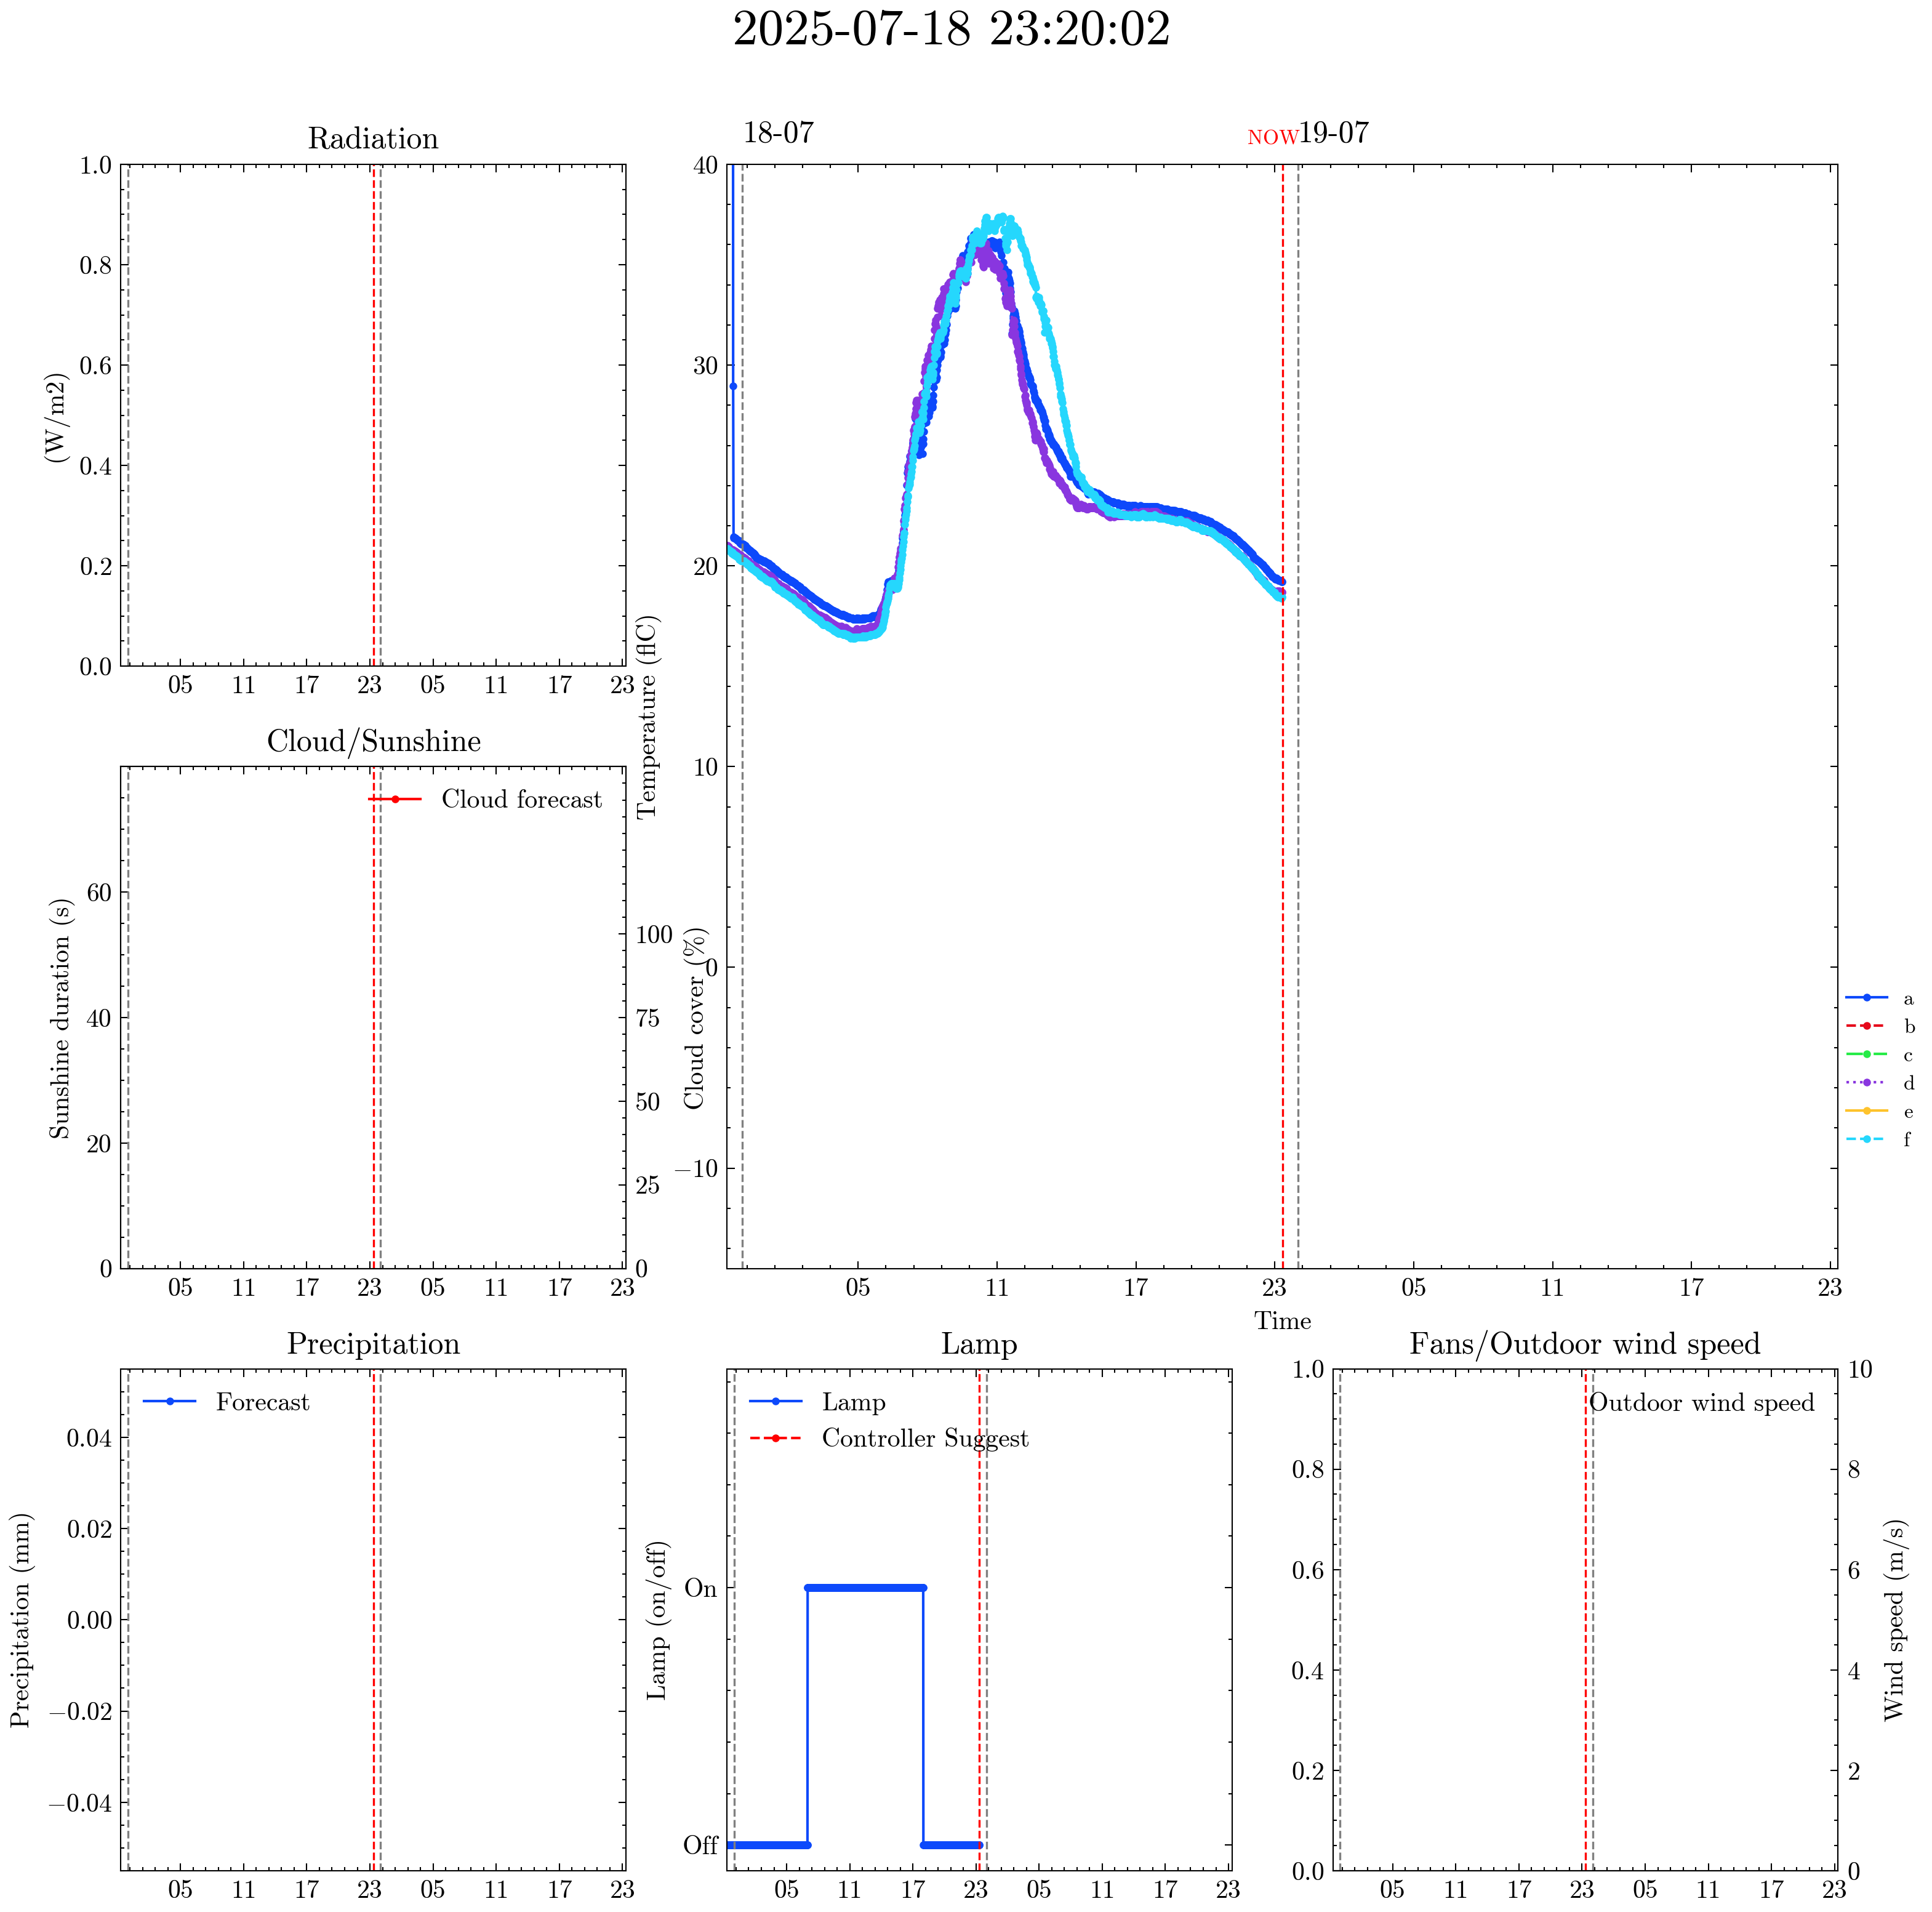 2025-07-18 23:20:02
Radiation
1.0
0.8
0.6
0.4
0.2
0.0
(W/m2)
05 11 17 23 05 11 17 23
18-07
NOW
19-07
40
30
20
10
0
−10
Temperature (flC)
05 11 17 23 05 11 17 23
Time
a
b
c
d
e
f
Cloud/Sunshine
Cloud forecast
60
40
20
0
Sunshine duration (s)
100
75
50
25
0
Cloud cover (%)
05 11 17 23 05 11 17 23
Precipitation
Forecast
0.04
0.02
0.00
−0.02
−0.04
Precipitation (mm)
05 11 17 23 05 11 17 23
Lamp
Lamp
Controller Suggest
On
Off
Lamp (on/off)
05 11 17 23 05 11 17 23
Fans/Outdoor wind speed
Outdoor wind speed
1.0
0.8
0.6
0.4
0.2
0.0
10
8
6
4
2
0
Wind speed (m/s)
05 11 17 23 05 11 17 23